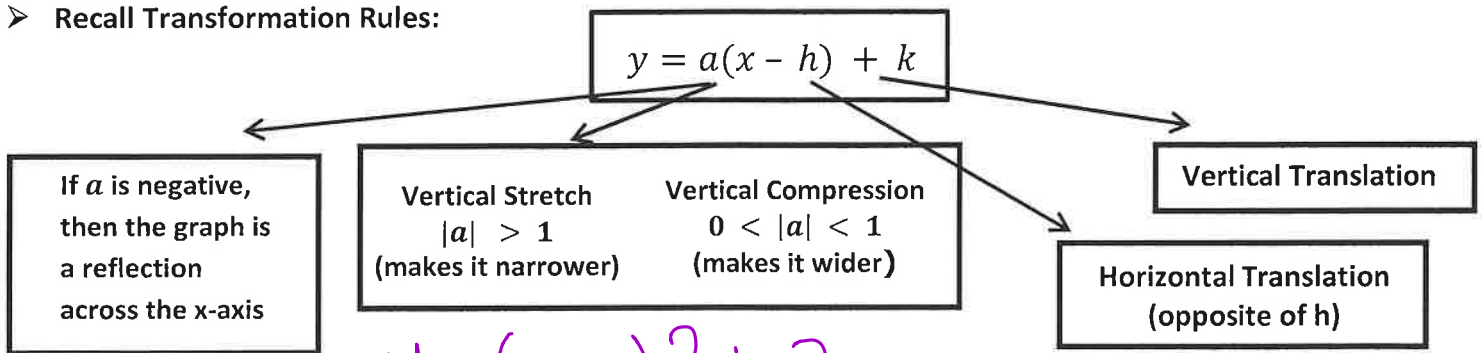 ➢ Recall Transformation Rules:
y = a(x – h) + k
If a is negative,
then the graph is
a reflection
across the x-axis
Vertical Stretch
|a| > 1
(makes it narrower)
Vertical Compression
0 < |a| < 1
(makes it wider)
Vertical Translation
Horizontal Translation
(opposite of h)